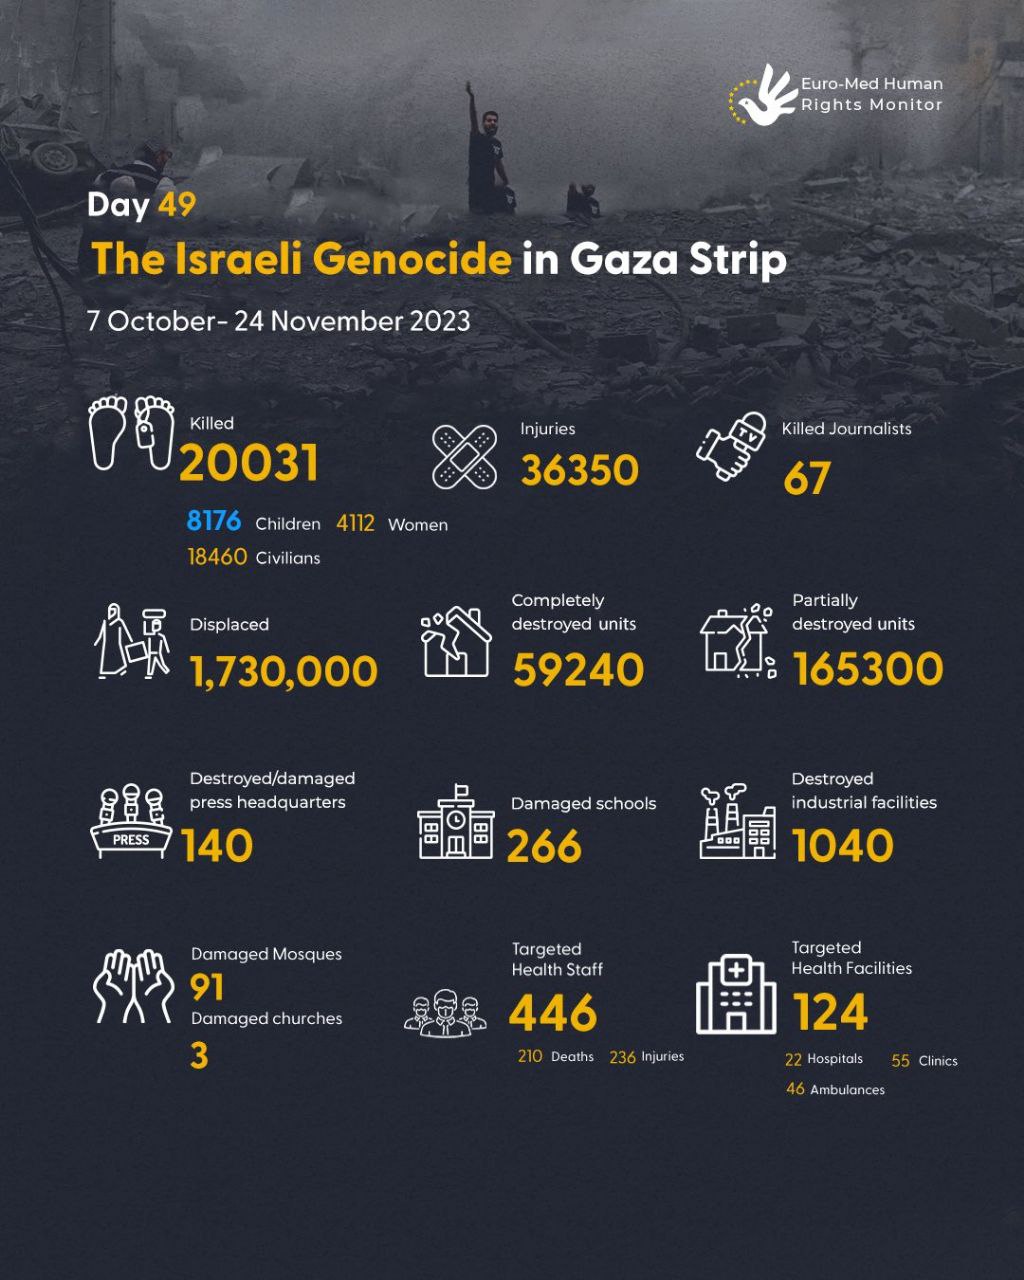 Euro-Med Human
Rights Monitor
Day 49
The Israeli Genocide in Gaza Strip
7 October- 24 November 2023
Killed
20031
8176 Children 4112 Women
18460 Civilians
Injuries
36350
Killed Journalists
TV
67
Displaced
1,730,000
Completely
destroyed units
59240
Partially
destroyed units
165300
Destroyed/damaged
press headquarters
PRESS
140
Damaged schools
266
Destroyed
industrial facilities
1040
Damaged Mosques
91
Damaged churches
3
Targeted
Health Staff
446
210 Deaths 236 Injuries
Targeted
Health Facilities
124
22 Hospitals 55 Clinics
46 Ambulances